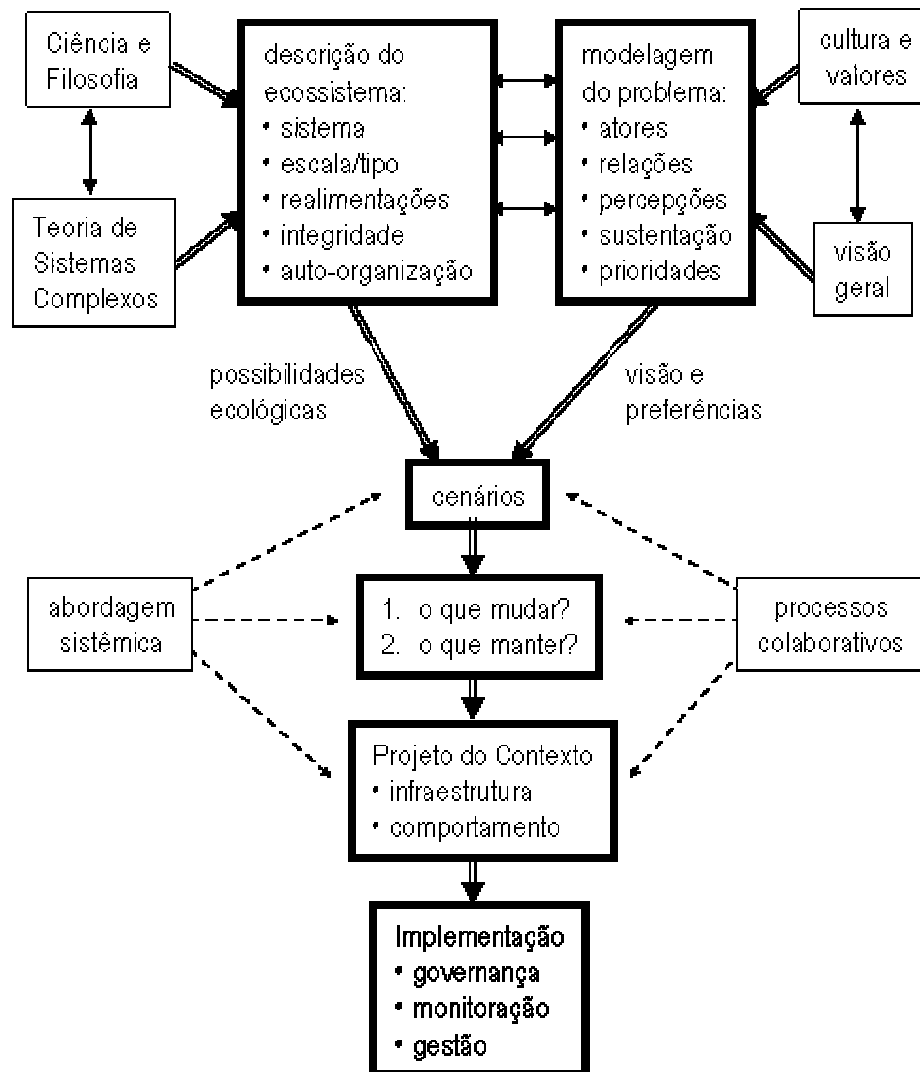 Ciência e
Filosofia
descrição do
ecossistema:
• sistema
• escala/tipo
• realimentações
• integridade
• auto-organização
modelagem
do problema:
• atores
• relações
• percepções
• sustentação
• prioridades
cultura e
valores
Teoria de
Sistemas
Complexos
visão
geral
possibilidades
ecológicas
visão e
preferências
cenários
abordagem
sistêmica
1. o que mudar?
2. o que manter?
processos
colaborativos
Projeto do Contexto
• infraestrutura
• comportamento
Implementação
• governança
• monitoração
• gestão